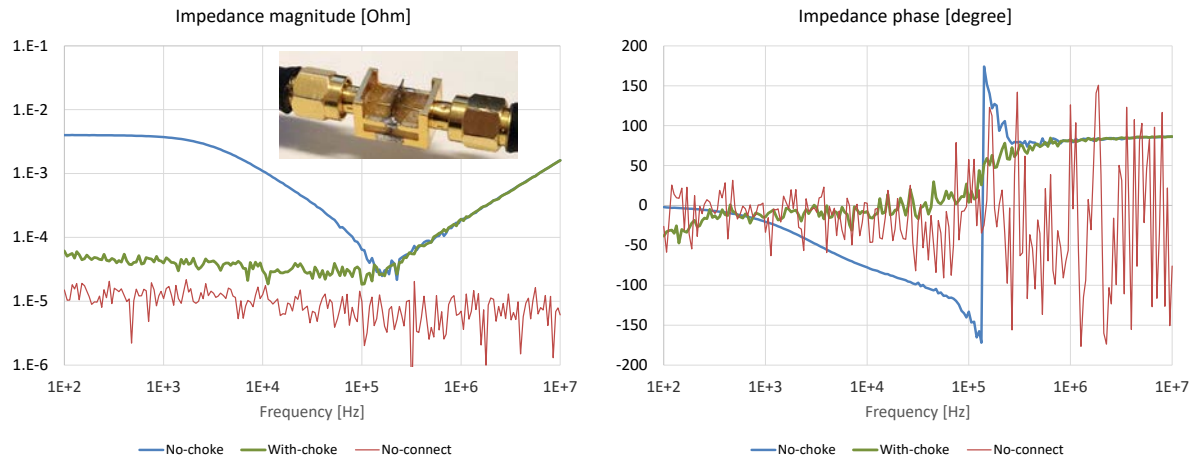 Impedance magnitude [Ohm]
1.E-1
1.E-2
1.E-3
1.E-4
1.E-5
1.E-6
1E+2 1E+3 1E+4 1E+5 1E+6 1E+7
Frequency [Hz]
No-choke With-choke No-connect
Impedance phase [degree]
200
150
100
50
0
-50
-100
-150
-200
1E+2 1E+3 1E+4 1E+5 1E+6 1E+7
Frequency [Hz]
No-choke With-choke No-connect